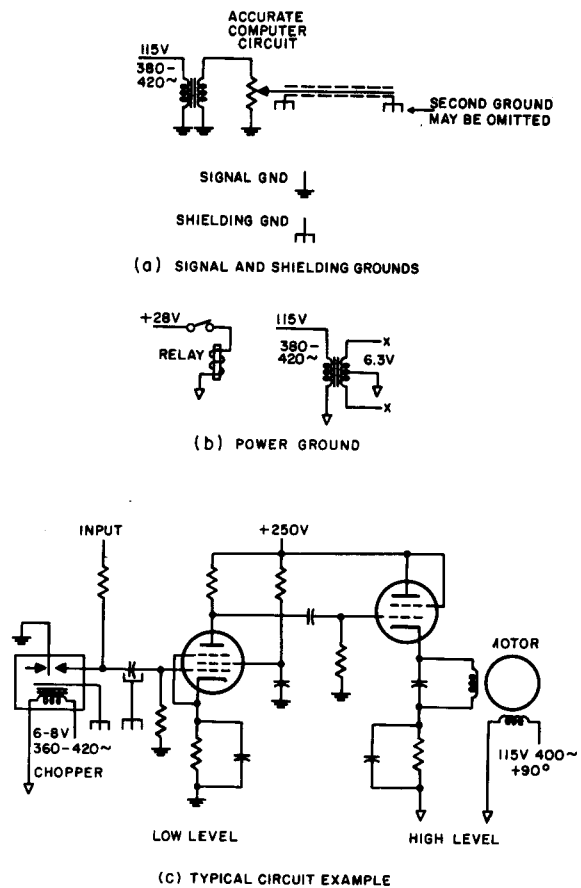 ACCURATE
COMPUTER
CIRCUIT
115V
380-
420~
SECOND GROUND
MAY BE OMITTED
SIGNAL GND
SHIELDING GND
(a) SIGNAL AND SHIELDING GROUNDS
+28V
RELAY
115V
380-
420~
X
6.3V
X
(b) POWER GROUND
INPUT
+250V
MOTOR
6-8V
360-420~
CHOPPER
115V 400~
+90°
LOW LEVEL
HIGH LEVEL
(C) TYPICAL CIRCUIT EXAMPLE